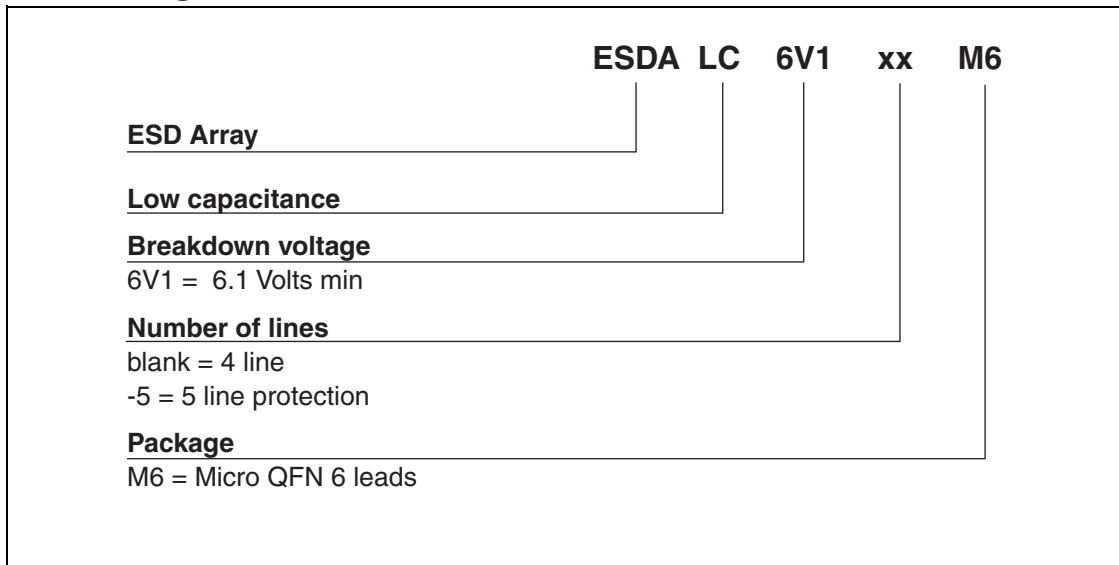 ESDA LC 6V1 xx M6
ESD Array
Low capacitance
Breakdown voltage
6V1 = 6.1 Volts min
Number of lines
blank = 4 line
-5 = 5 line protection
Package
M6 = Micro QFN 6 leads